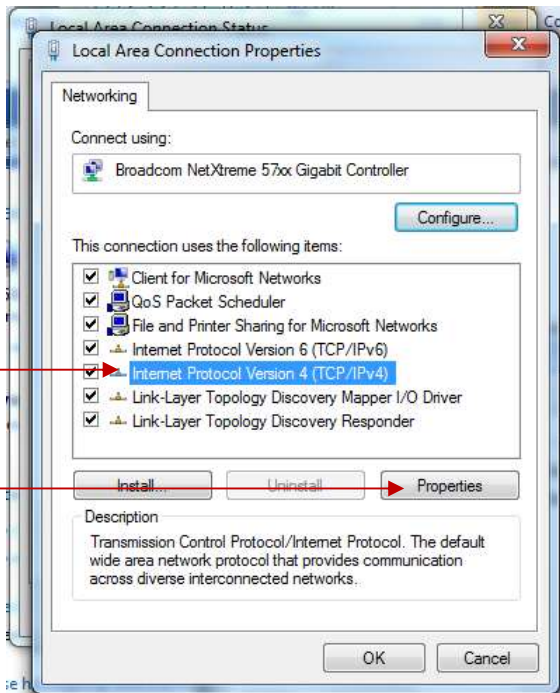 Local Area Connection Status
Local Area Connection Properties
Networking
Connect using:
Broadcom NetXtreme 57xx Gigabit Controller
Configure...
This connection uses the following items:
Client for Microsoft Networks
QoS Packet Scheduler
File and Printer Sharing for Microsoft Networks
Internet Protocol Version 6 (TCP/IPv6)
Internet Protocol Version 4 (TCP/IPv4)
Link-Layer Topology Discovery Mapper I/O Driver
Link-Layer Topology Discovery Responder
Install... Uninstall Properties
Description
Transmission Control Protocol/Internet Protocol. The default
wide area network protocol that provides communication
across diverse interconnected networks.
OK Cancel